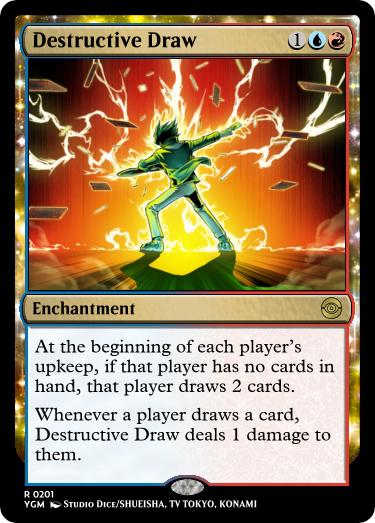 Destructive Draw 1
Enchantment
At the beginning of each player's
upkeep, if that player has no cards in
hand, that player draws 2 cards.
Whenever a player draws a card,
Destructive Draw deals 1 damage to
them.
R 0201
YGM Studio Dice/SHUEISHA, TV TOKYO, KONAMI